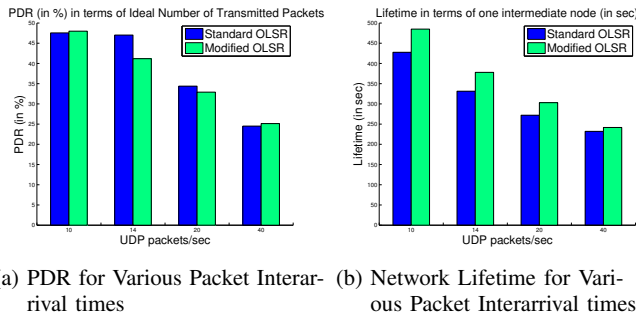 PDR (in %) in terms of Ideal Number of Transmitted Packets
50
45
40
35
30
25
20
15
10
5
0
PDR (in %)
Standard OLSR
Modified OLSR
10 14 20 40
UDP packets/sec
Lifetime in terms of one intermediate node (in sec)
500
450
400
350
300
250
200
150
100
50
0
Lifetime (in sec)
Standard OLSR
Modified OLSR
10 14 20 40
UDP packets/sec
a) PDR for Various Packet Interar-
rival times
(b) Network Lifetime for Vari-
ous Packet Interarrival times